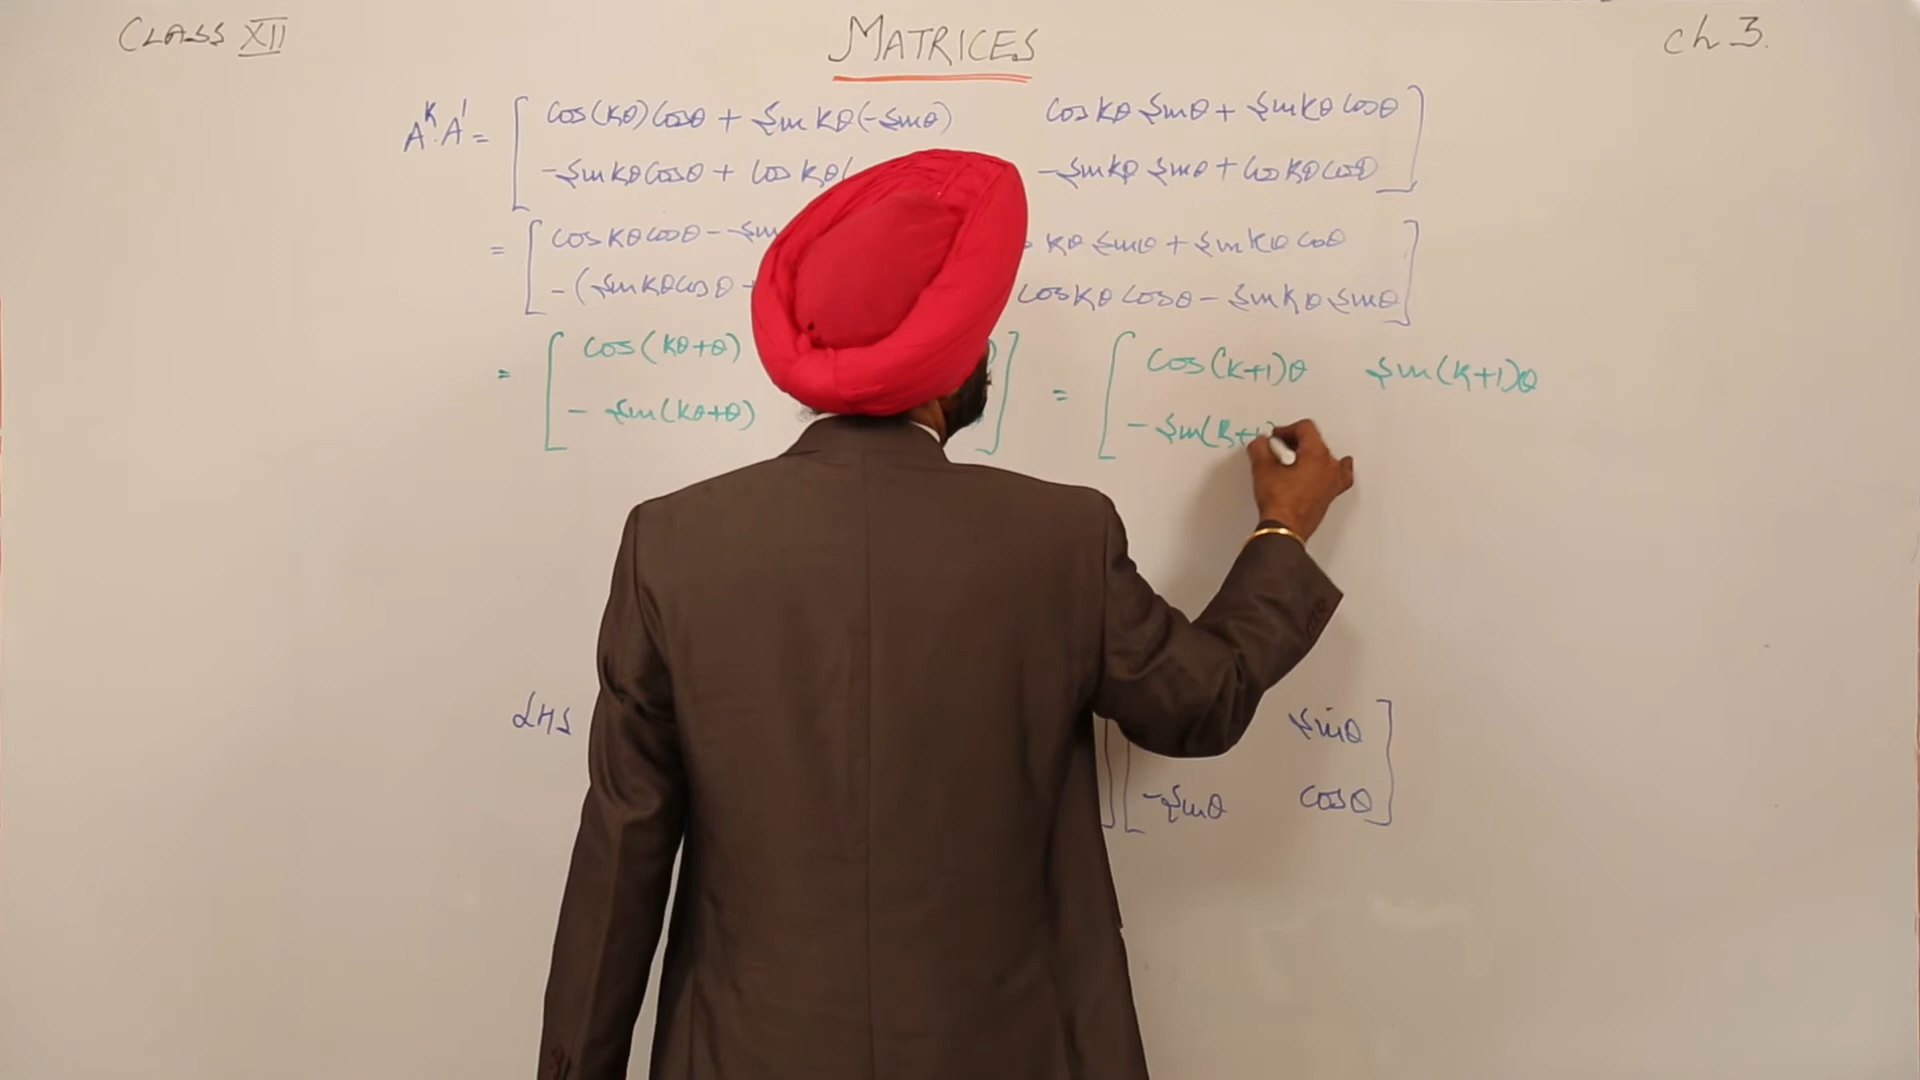 CLASS XII MATRICES Ch 3.
A^K.A^1 = [ Cos(Kθ)Cosθ + Sin Kθ(-Sinθ) Cos Kθ Sinθ + Sin Kθ Cosθ ]
-Sin Kθ Cosθ + Cos Kθ( -Sin Kθ Sinθ + Cos Kθ Cosθ
= [ Cos Kθ Cosθ - Sin Kθ Sinθ + Sin Kθ Cosθ ]
-(Sin Kθ Cosθ Cos Kθ Cosθ - Sin Kθ Sinθ
= [ Cos(Kθ+θ) ] = [ Cos(K+1)θ Sin(K+1)θ
- Sin(Kθ+θ) - Sin(K+1)
LHS Sinθ ]
-Sinθ Cosθ